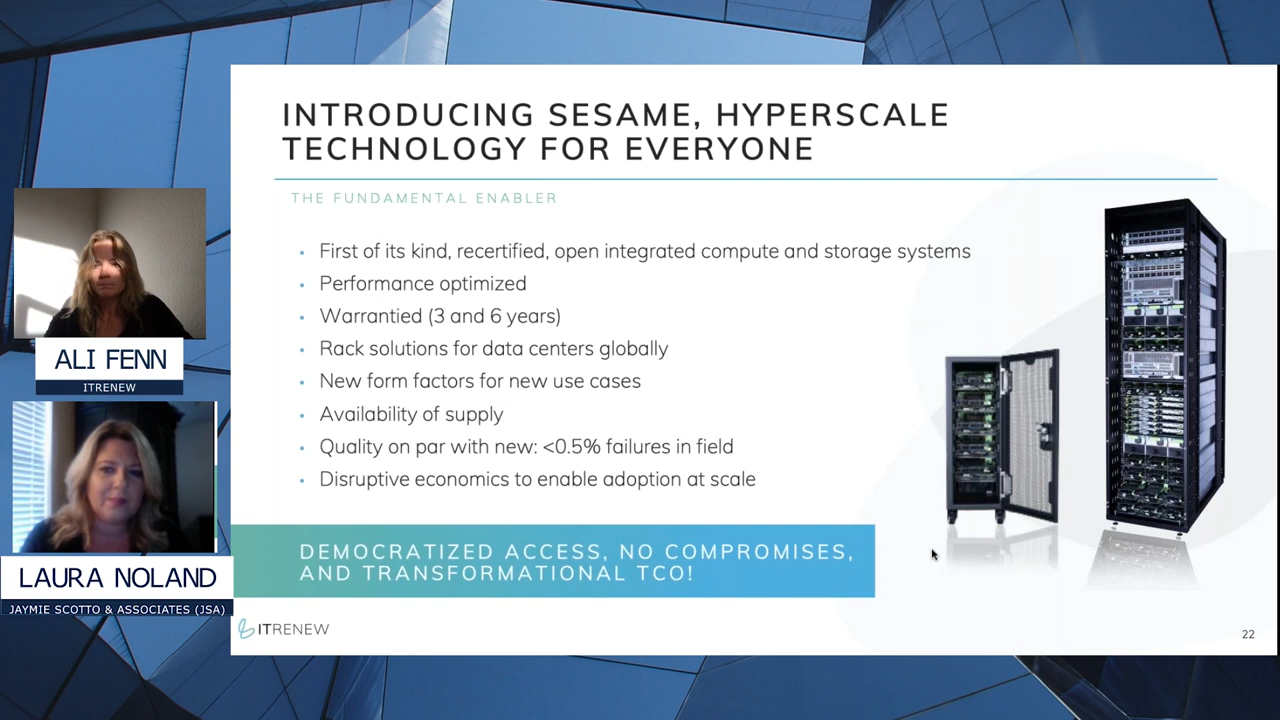 INTRODUCING SESAME, HYPERSCALE
TECHNOLOGY FOR EVERYONE
THE FUNDAMENTAL ENABLER
• First of its kind, recertified, open integrated compute and storage systems
• Performance optimized
• Warrantied (3 and 6 years)
• Rack solutions for data centers globally
• New form factors for new use cases
• Availability of supply
• Quality on par with new: <0.5% failures in field
• Disruptive economics to enable adoption at scale
DEMOCRATIZED ACCESS, NO COMPROMISES,
AND TRANSFORMATIONAL TCO!
ITRENEW
22
ALI FENN
ITRENEW
LAURA NOLAND
JAYMIE SCOTTO & ASSOCIATES (JSA)